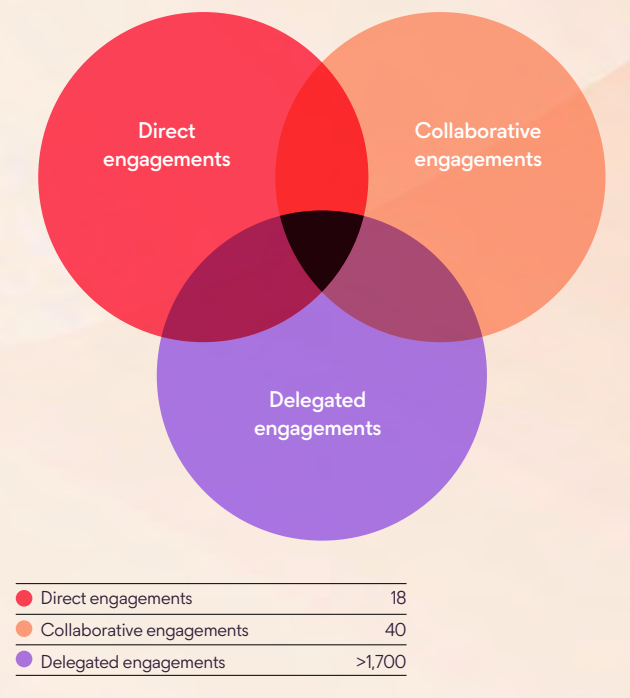 Direct
engagements
Collaborative
engagements
Delegated
engagements
Direct engagements 18
Collaborative engagements 40
Delegated engagements >1,700